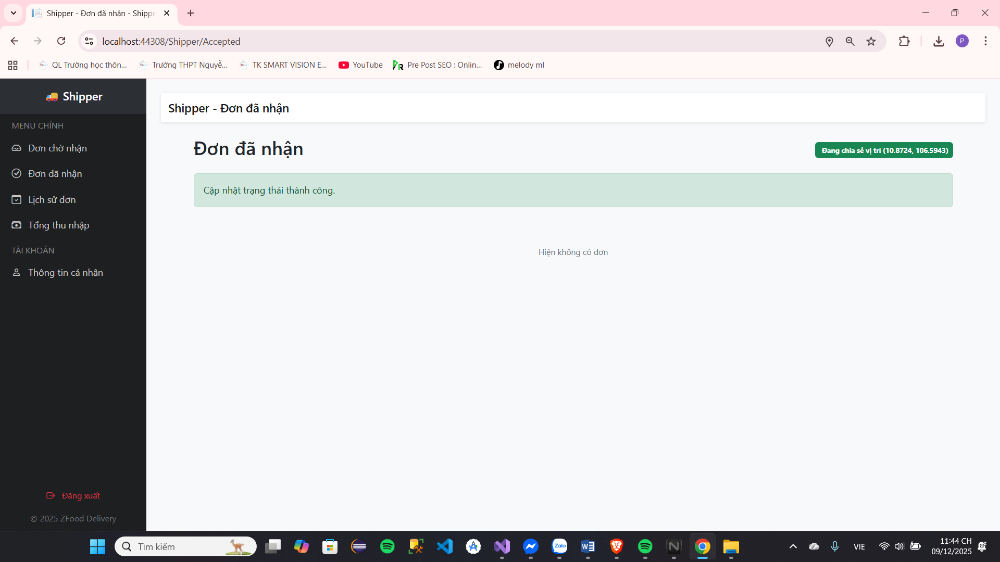 Shipper - Đơn đã nhận - Shippe
localhost:44308/Shipper/Accepted
P
QL Trường học thôn...
Trường THPT Nguyễ...
TK SMART VISION E...
YouTube
Pre Post SEO : Onlin...
melody ml
Shipper
MENU CHÍNH
Đơn chờ nhận
Đơn đã nhận
Lịch sử đơn
Tổng thu nhập
TÀI KHOẢN
Thông tin cá nhân
Đăng xuất
© 2025 ZFood Delivery
Shipper - Đơn đã nhận
Đơn đã nhận
Đang chia sẻ vị trí (10.8724, 106.5943)
Cập nhật trạng thái thành công.
Hiện không có đơn
Tìm kiếm
Zalo
VIE
11:44 CH
09/12/2025